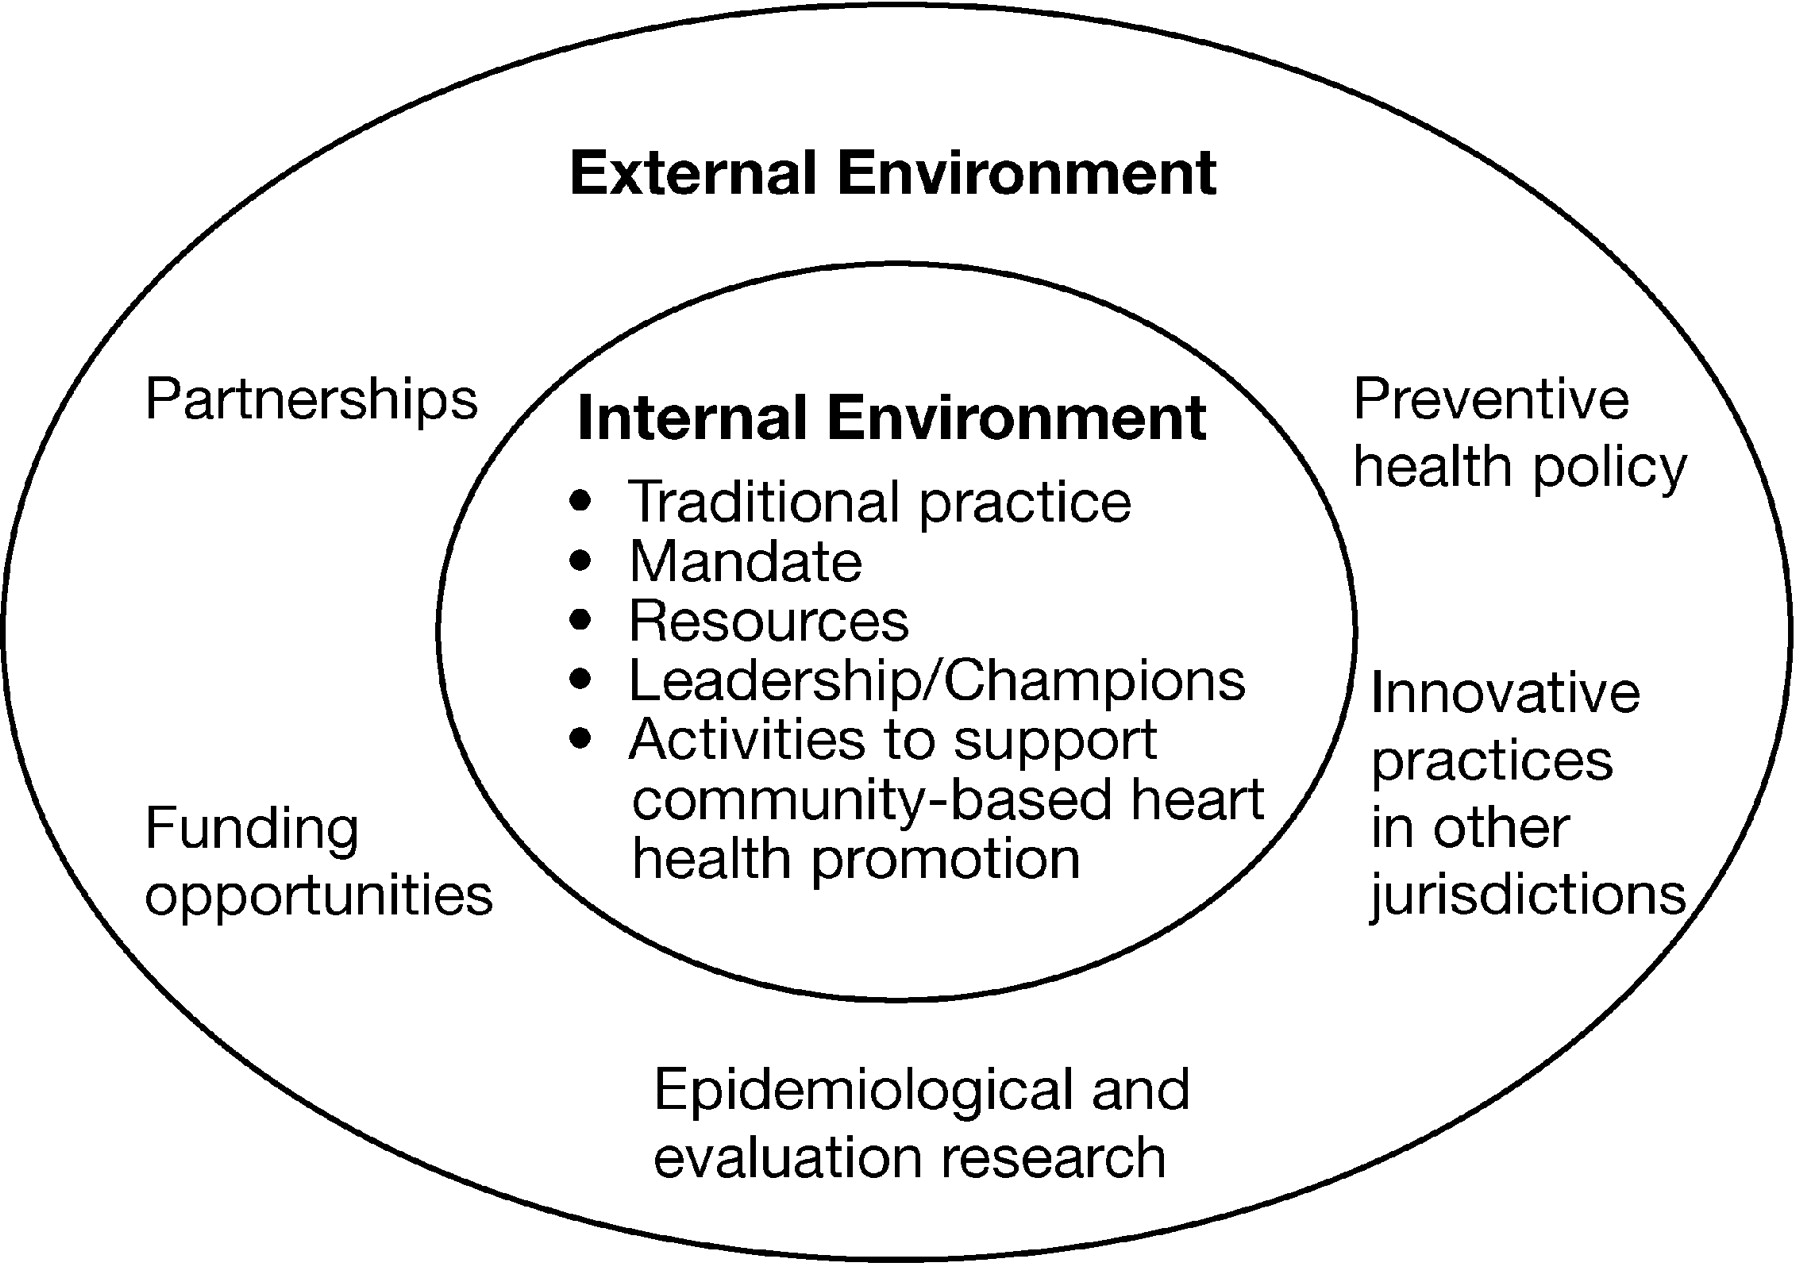 External Environment
Partnerships
Internal Environment
• Traditional practice
• Mandate
• Resources
• Leadership/Champions
• Activities to support
community-based heart
health promotion
Preventive
health policy
Innovative
practices
in other
jurisdictions
Funding
opportunities
Epidemiological and
evaluation research